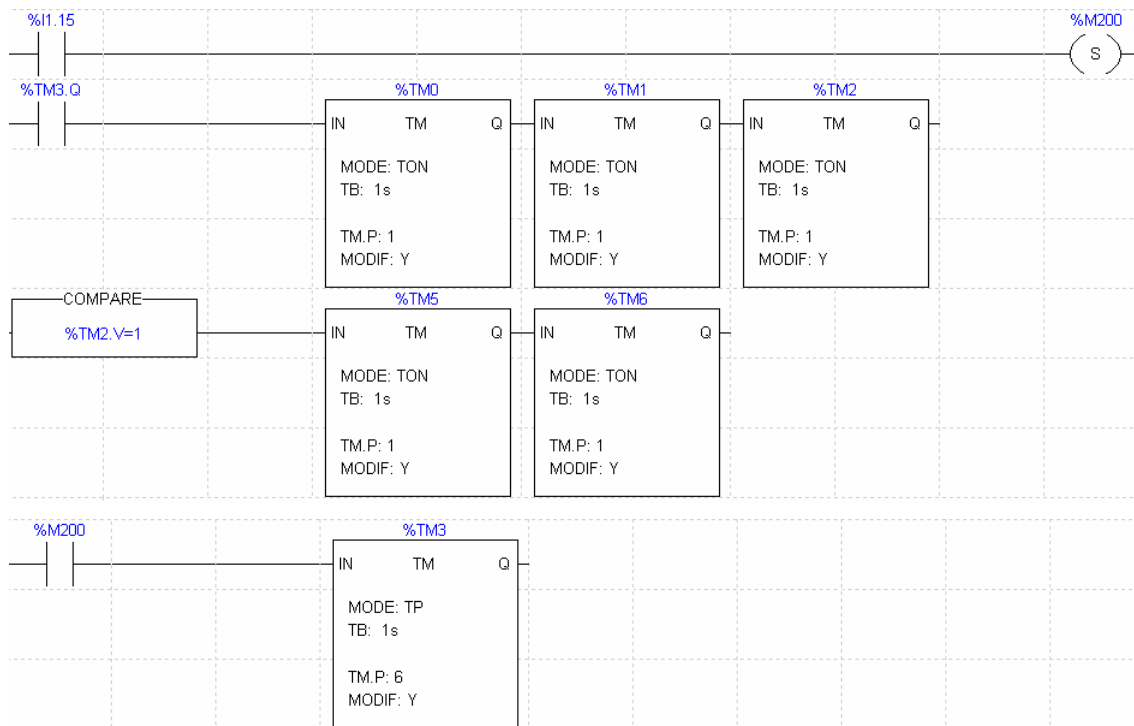 %I1.15 %M200
S
%TM3.Q %TM0 %TM1 %TM2
IN TM Q IN TM Q IN TM Q
MODE: TON MODE: TON MODE: TON
TB: 1s TB: 1s TB: 1s
TM.P: 1 TM.P: 1 TM.P: 1
MODIF: Y MODIF: Y MODIF: Y
COMPARE %TM5 %TM6
%TM2.V=1 IN TM Q IN TM Q
MODE: TON MODE: TON
TB: 1s TB: 1s
TM.P: 1 TM.P: 1
MODIF: Y MODIF: Y
%M200 %TM3
IN TM Q
MODE: TP
TB: 1s
TM.P: 6
MODIF: Y